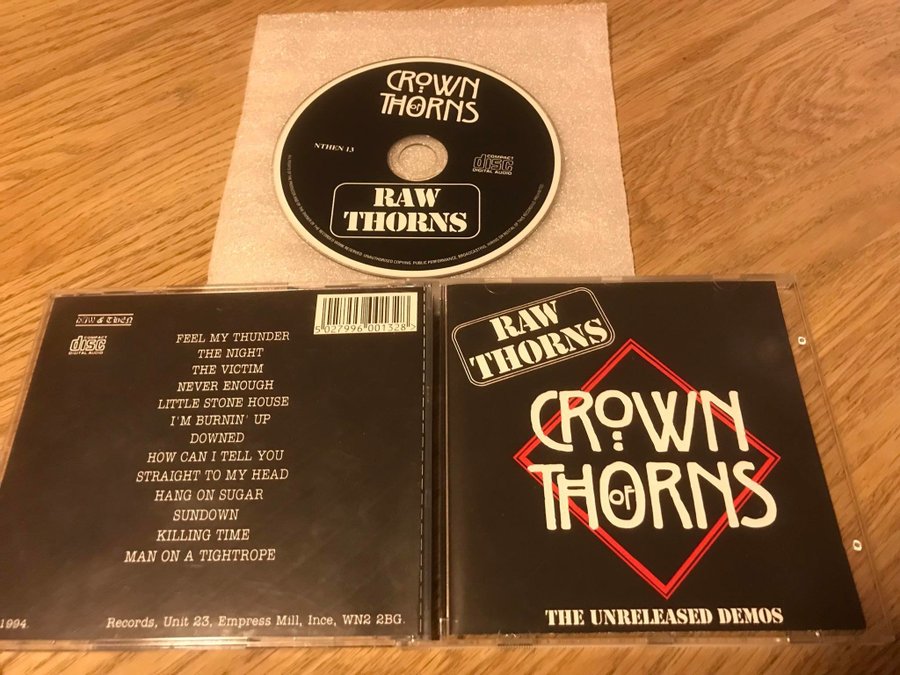 CROWN
OF
THORNS
NTHEN 13
COMPACT
disc
DIGITAL AUDIO
RAW
THORNS
NOW & THEN
COMPACT
disc
DIGITAL AUDIO
5 027996 001328
FEEL MY THUNDER
THE NIGHT
THE VICTIM
NEVER ENOUGH
LITTLE STONE HOUSE
I'M BURNIN' UP
DOWNED
HOW CAN I TELL YOU
STRAIGHT TO MY HEAD
HANG ON SUGAR
SUNDOWN
KILLING TIME
MAN ON A TIGHTROPE
1994.
Records, Unit 23, Empress Mill, Ince, WN2 2BG.
RAW
THORNS
CROWN
OF
THORNS
THE UNRELEASED DEMOS